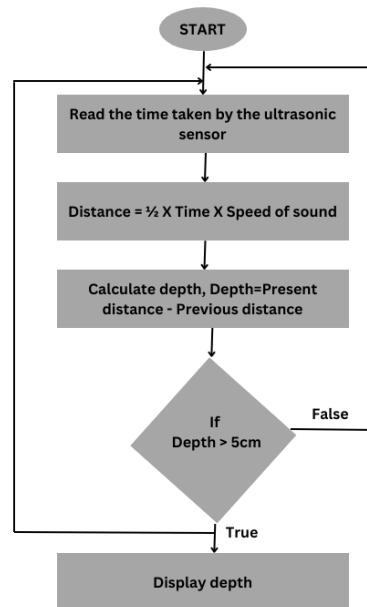 START
Read the time taken by the ultrasonic
sensor
Distance = ½ X Time X Speed of sound
Calculate depth, Depth=Present
distance - Previous distance
If
Depth > 5cm
False
True
Display depth